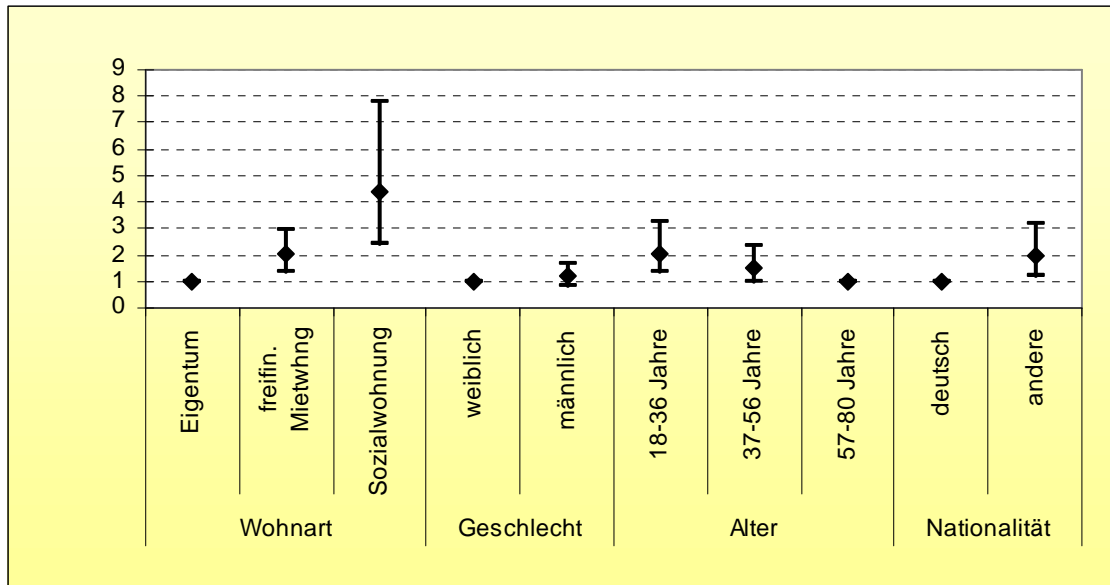 9
8
7
6
5
4
3
2
1
0
Eigentum
freifin.
Mietwhng
Sozialwohnung
weiblich
männlich
18-36 Jahre
37-56 Jahre
57-80 Jahre
deutsch
andere
Wohnart
Geschlecht
Alter
Nationalität